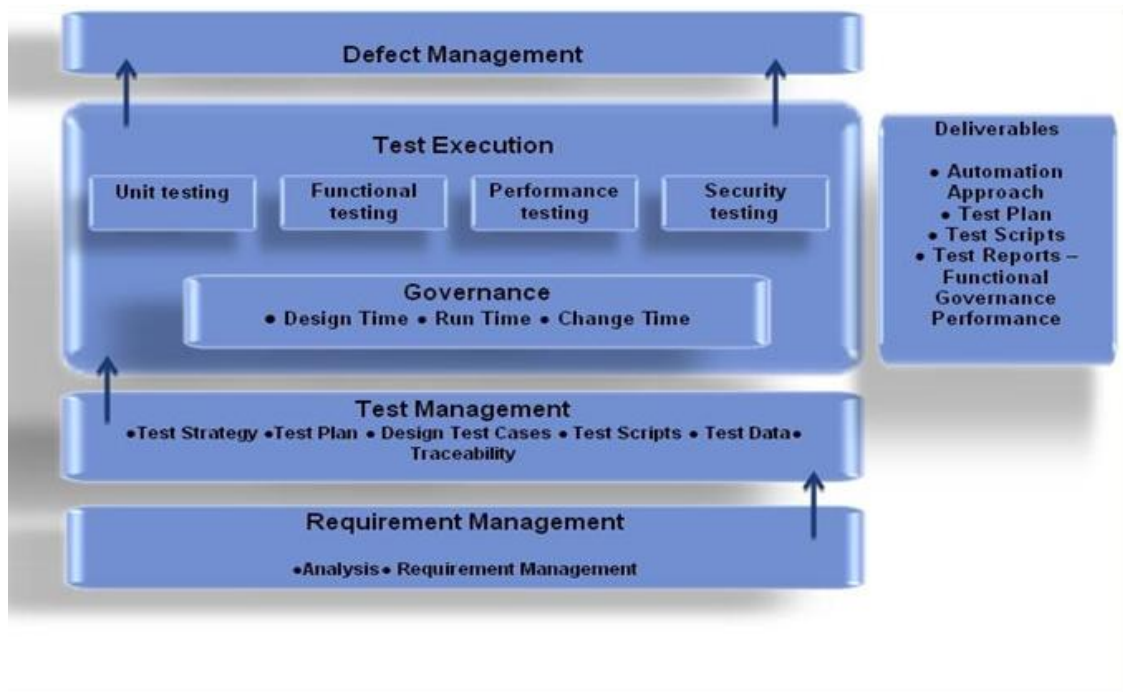 Defect Management
Test Execution
Unit testing
Functional
testing
Performance
testing
Security
testing
Governance
● Design Time ● Run Time ● Change Time
Test Management
●Test Strategy ●Test Plan ● Design Test Cases ● Test Scripts ● Test Data●
Traceability
Requirement Management
●Analysis● Requirement Management
Deliverables
● Automation
Approach
● Test Plan
● Test Scripts
● Test Reports –
Functional
Governance
Performance